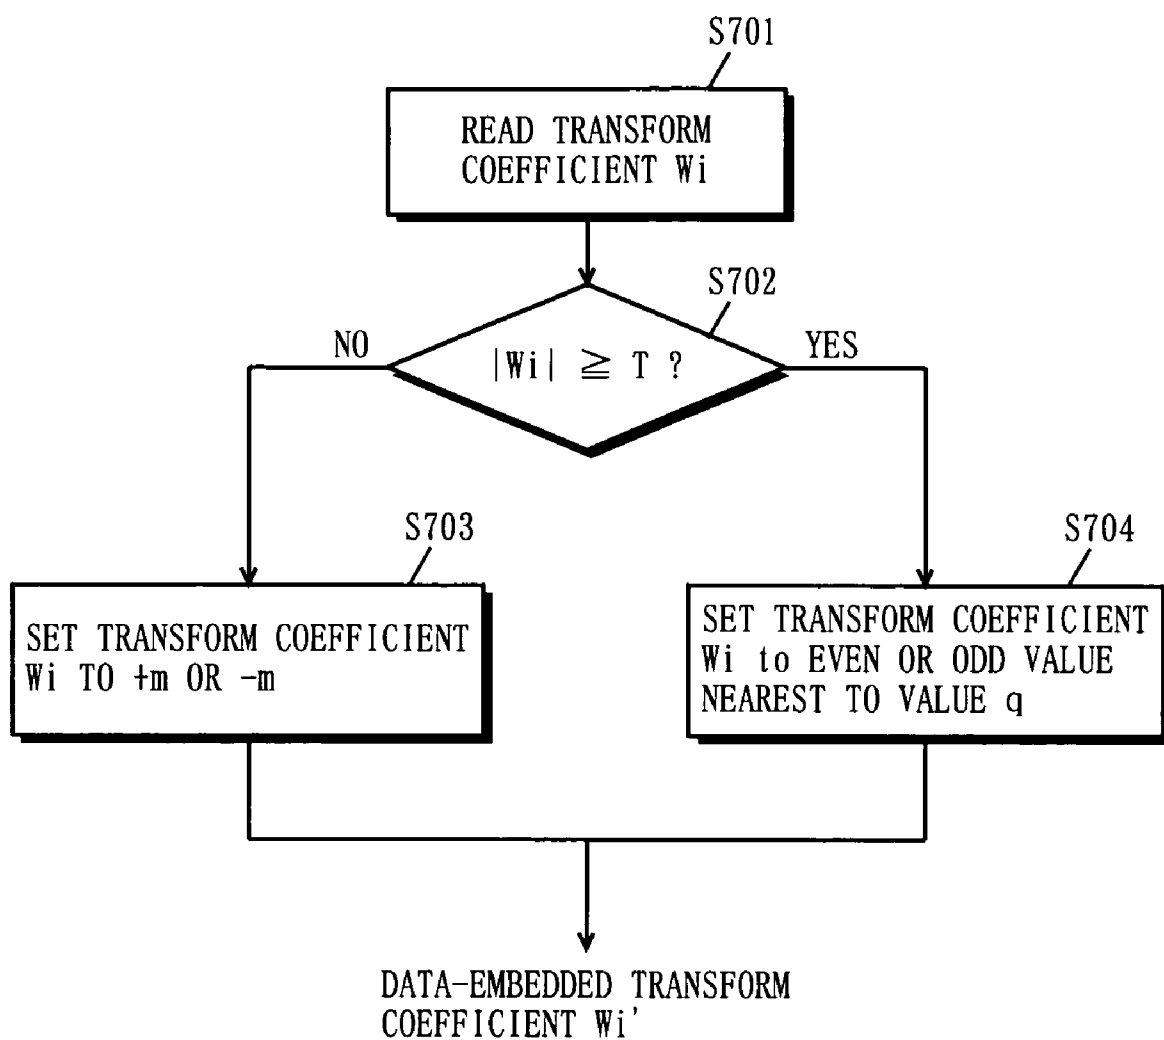 S701
READ TRANSFORM
COEFFICIENT Wi
S702
NO
|Wi| ≧ T ?
YES
S703
SET TRANSFORM COEFFICIENT
Wi TO +m OR -m
S704
SET TRANSFORM COEFFICIENT
Wi to EVEN OR ODD VALUE
NEAREST TO VALUE q
DATA-EMBEDDED TRANSFORM
COEFFICIENT Wi'